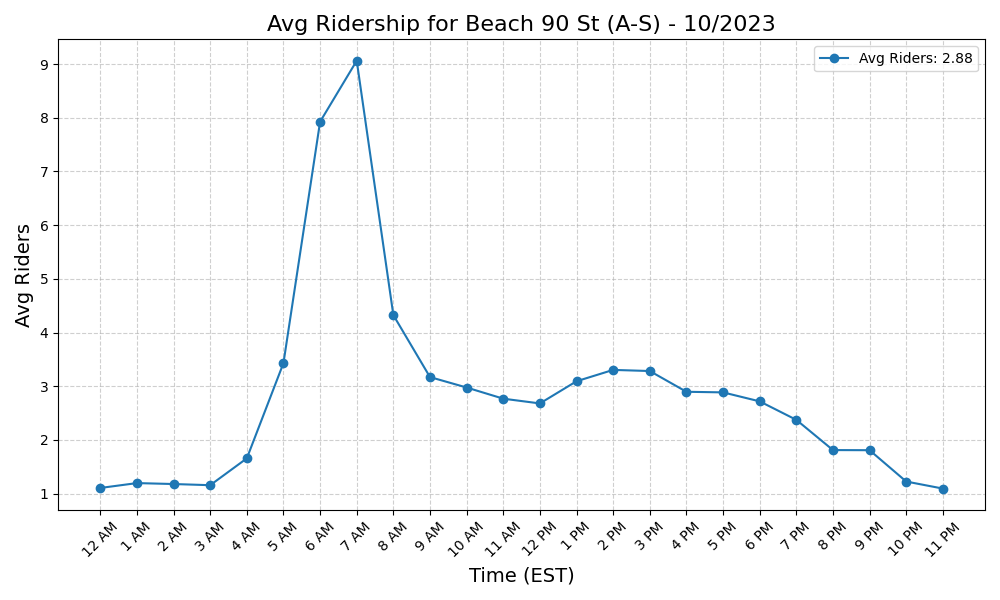 Avg Ridership for Beach 90 St (A-S) - 10/2023
Avg Riders: 2.88
Avg Riders
9
8
7
6
5
4
3
2
1
12 AM
1 AM
2 AM
3 AM
4 AM
5 AM
6 AM
7 AM
8 AM
9 AM
10 AM
11 AM
12 PM
1 PM
2 PM
3 PM
4 PM
5 PM
6 PM
7 PM
8 PM
9 PM
10 PM
11 PM
Time (EST)